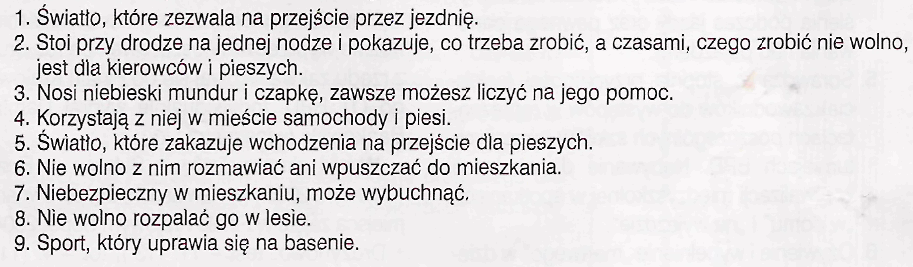 1. Światło, które zezwala na przejście przez jezdnię.
2. Stoi przy drodze na jednej nodze i pokazuje, co trzeba zrobić, a czasami, czego zrobić nie wolno,
jest dla kierowców i pieszych.
3. Nosi niebieski mundur i czapkę, zawsze możesz liczyć na jego pomoc.
4. Korzystają z niej w mieście samochody i piesi.
5. Światło, które zakazuje wchodzenia na przejście dla pieszych.
6. Nie wolno z nim rozmawiać ani wpuszczać do mieszkania.
7. Niebezpieczny w mieszkaniu, może wybuchnąć.
8. Nie wolno rozpalać go w lesie.
9. Sport, który uprawia się na basenie.